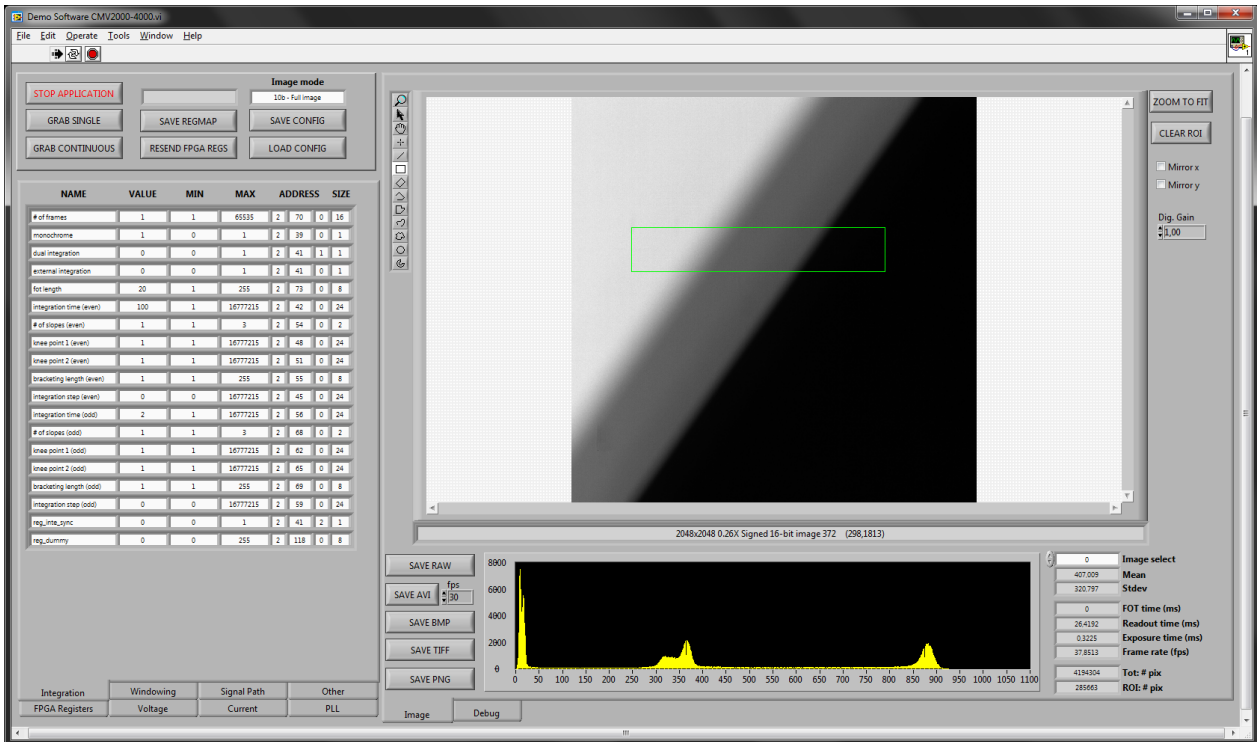 Demo Software CMV2000-4000.vi
File Edit Operate Tools Window Help
Image mode
STOP APPLICATION 10b - Full image
GRAB SINGLE SAVE REGMAP SAVE CONFIG
GRAB CONTINUOUS RESEND FPGA REGS LOAD CONFIG
NAME VALUE MIN MAX ADDRESS SIZE
# of frames 1 1 65535 2 70 0 16
monochrome 1 0 1 2 39 0 1
dual integration 0 0 1 2 41 1 1
external integration 0 0 1 2 41 0 1
fot length 20 1 255 2 73 0 8
integration time (even) 100 1 16777215 2 42 0 24
# of slopes (even) 1 1 3 2 54 0 2
knee point 1 (even) 1 1 16777215 2 48 0 24
knee point 2 (even) 1 1 16777215 2 51 0 24
bracketing length (even) 1 1 255 2 55 0 8
integration step (even) 0 0 16777215 2 45 0 24
integration time (odd) 2 1 16777215 2 56 0 24
# of slopes (odd) 1 1 3 2 68 0 2
knee point 1 (odd) 1 1 16777215 2 62 0 24
knee point 2 (odd) 1 1 16777215 2 65 0 24
bracketing length (odd) 1 1 255 2 69 0 8
integration step (odd) 0 0 16777215 2 59 0 24
reg_inte_sync 0 0 1 2 41 2 1
reg_dummy 0 0 255 2 118 0 8
Integration Windowing Signal Path Other
FPGA Registers Voltage Current PLL
ZOOM TO FIT
CLEAR ROI
Mirror x
Mirror y
Dig. Gain
1,00
2048x2048 0.26X Signed 16-bit image 372 (298,1813)
SAVE RAW
SAVE AVI fps 30
SAVE BMP
SAVE TIFF
SAVE PNG
8000
6000
4000
2000
0
0 50 100 150 200 250 300 350 400 450 500 550 600 650 700 750 800 850 900 950 1000 1100
0 Image select
407,009 Mean
320,797 Stdev
0 FOT time (ms)
26,4192 Readout time (ms)
0,3225 Exposure time (ms)
37,8513 Frame rate (fps)
4194304 Tot: # pix
285663 ROI: # pix
Image Debug